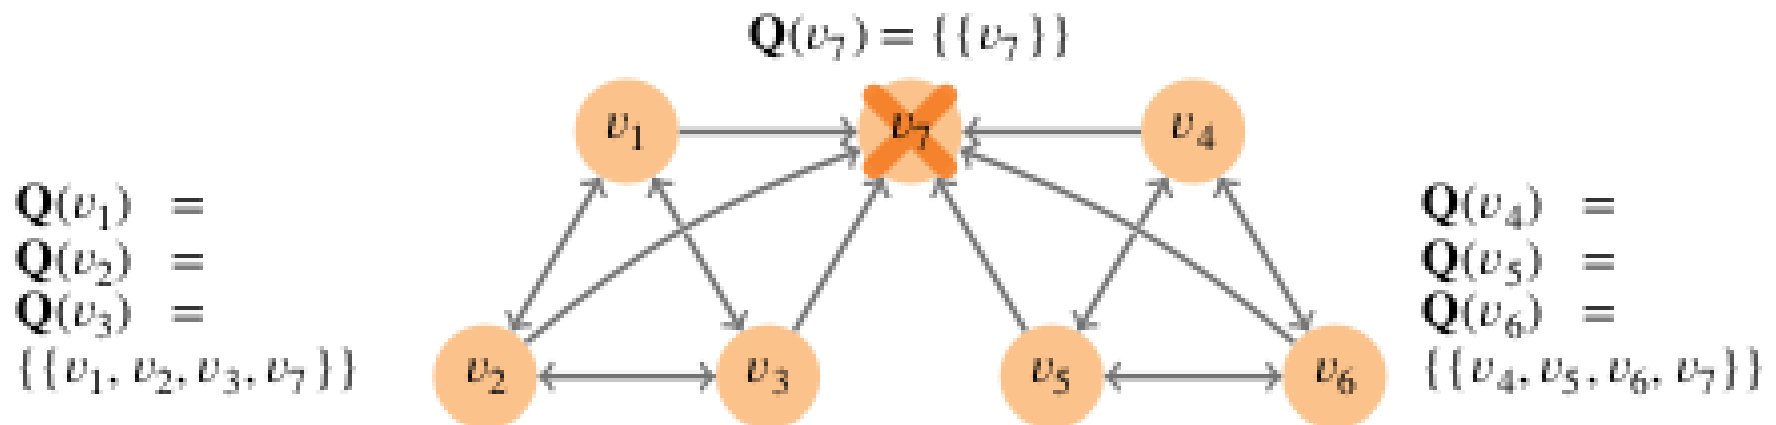 Q(v₇) = {{v₇}}
v₁ v₇ v₄
Q(v₁) =
Q(v₂) =
Q(v₃) =
{{v₁, v₂, v₃, v₇}}
Q(v₄) =
Q(v₅) =
Q(v₆) =
{{v₄, v₅, v₆, v₇}}
v₂ v₃ v₅ v₆